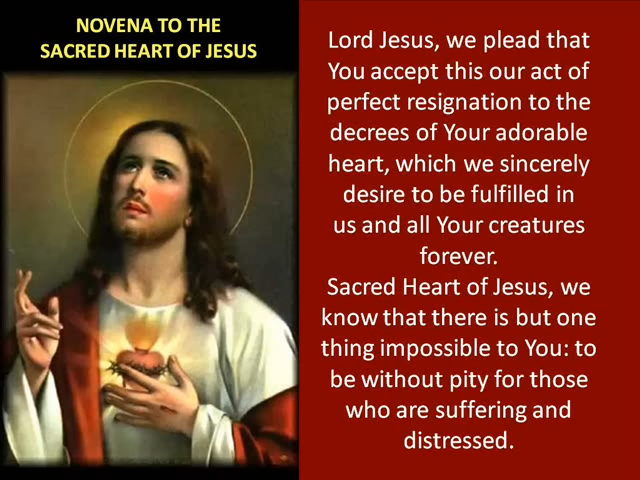 NOVENA TO THE
SACRED HEART OF JESUS
Lord Jesus, we plead that
You accept this our act of
perfect resignation to the
decrees of Your adorable
heart, which we sincerely
desire to be fulfilled in
us and all Your creatures
forever.
Sacred Heart of Jesus, we
know that there is but one
thing impossible to You: to
be without pity for those
who are suffering and
distressed.